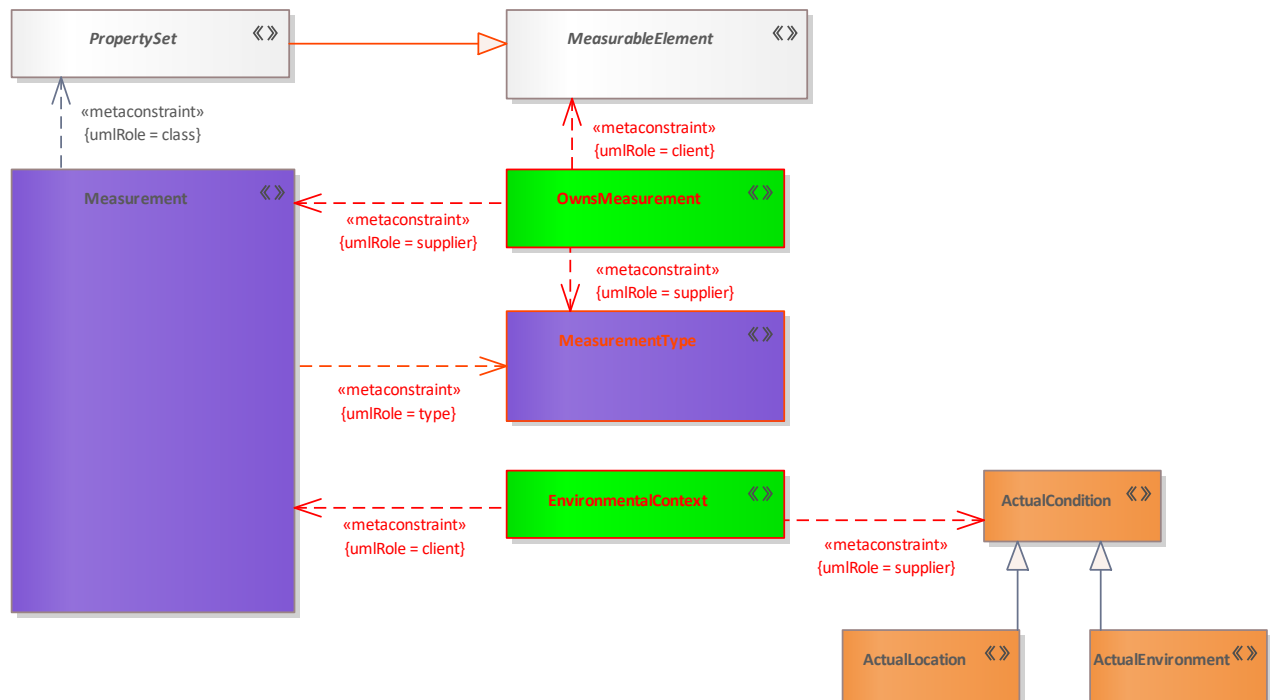 PropertySet «»
MeasurableElement «»
«metaconstraint»
{umlRole = class}
«metaconstraint»
{umlRole = client}
Measurement «»
OwnsMeasurement «»
«metaconstraint»
{umlRole = supplier}
«metaconstraint»
{umlRole = supplier}
MeasurementType «»
«metaconstraint»
{umlRole = type}
EnvironmentalContext «»
ActualCondition «»
«metaconstraint»
{umlRole = client}
«metaconstraint»
{umlRole = supplier}
ActualLocation «»
ActualEnvironment «»